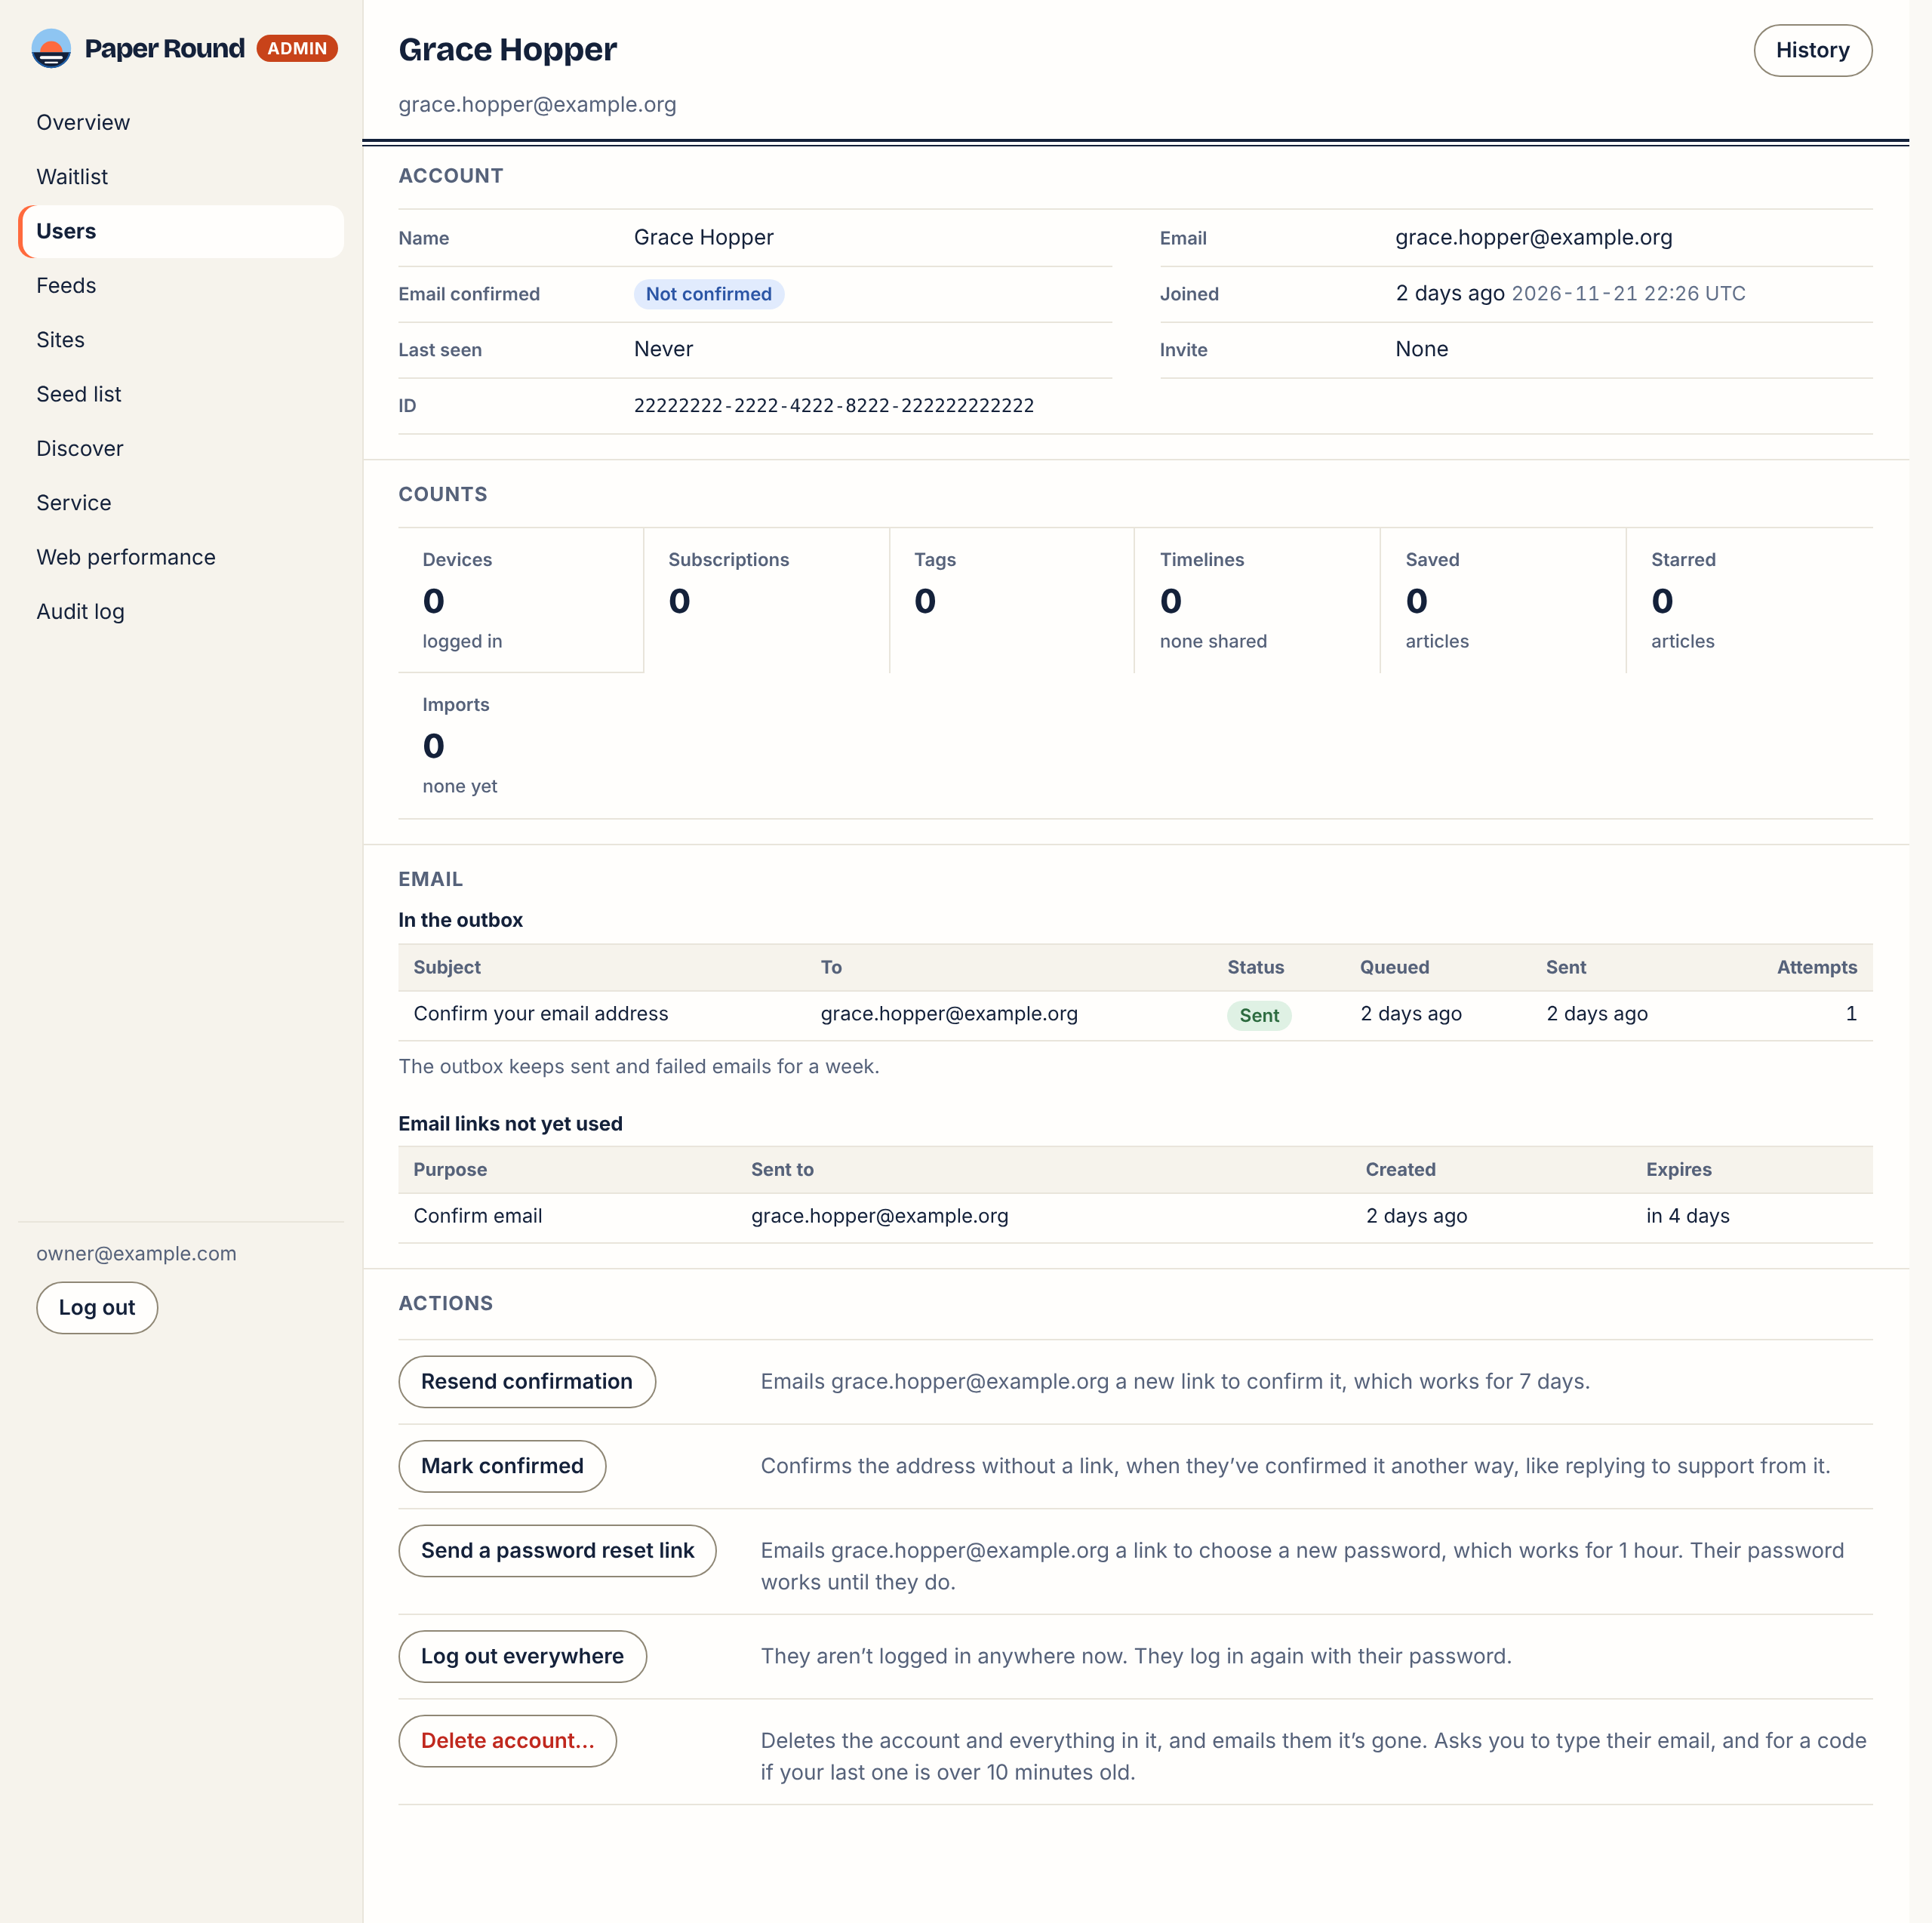 Paper Round ADMIN
Overview
Waitlist
Users
Feeds
Sites
Seed list
Discover
Service
Web performance
Audit log
owner@example.com
Log out
Grace Hopper
History
grace.hopper@example.org
ACCOUNT
Name Grace Hopper
Email grace.hopper@example.org
Email confirmed Not confirmed
Joined 2 days ago 2026-11-21 22:26 UTC
Last seen Never
Invite None
ID 22222222-2222-4222-8222-222222222222
COUNTS
Devices
0
logged in
Subscriptions
0
Tags
0
Timelines
0
none shared
Saved
0
articles
Starred
0
articles
Imports
0
none yet
EMAIL
In the outbox
Subject To Status Queued Sent Attempts
Confirm your email address grace.hopper@example.org Sent 2 days ago 2 days ago 1
The outbox keeps sent and failed emails for a week.
Email links not yet used
Purpose Sent to Created Expires
Confirm email grace.hopper@example.org 2 days ago in 4 days
ACTIONS
Resend confirmation
Emails grace.hopper@example.org a new link to confirm it, which works for 7 days.
Mark confirmed
Confirms the address without a link, when they’ve confirmed it another way, like replying to support from it.
Send a password reset link
Emails grace.hopper@example.org a link to choose a new password, which works for 1 hour. Their password
works until they do.
Log out everywhere
They aren’t logged in anywhere now. They log in again with their password.
Delete account…
Deletes the account and everything in it, and emails them it’s gone. Asks you to type their email, and for a code
if your last one is over 10 minutes old.